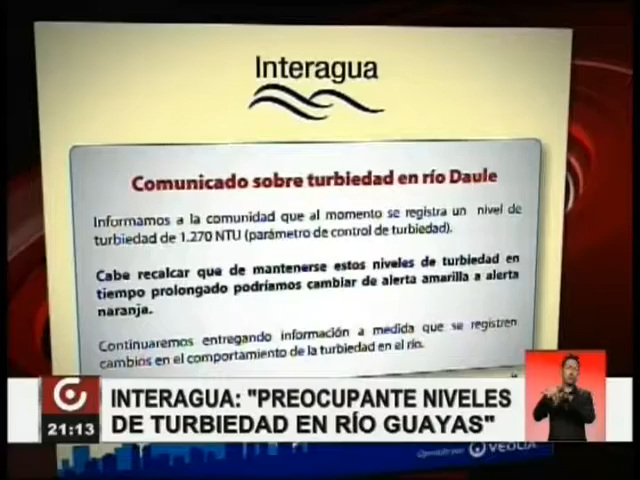 Interagua
Comunicado sobre turbiedad en río Daule
Informamos a la comunidad que al momento se registra un nivel de
turbiedad de 1.270 NTU (parámetro de control de turbiedad).
Cabe recalcar que de mantenerse estos niveles de turbiedad en
tiempo prolongado podríamos cambiar de alerta amarilla a alerta
naranja.
Continuaremos entregando información a medida que se registren
cambios en el comportamiento de la turbiedad en el río.
INTERAGUA: "PREOCUPANTE NIVELES
DE TURBIEDAD EN RÍO GUAYAS"
21:13
Operado por VEOLIA